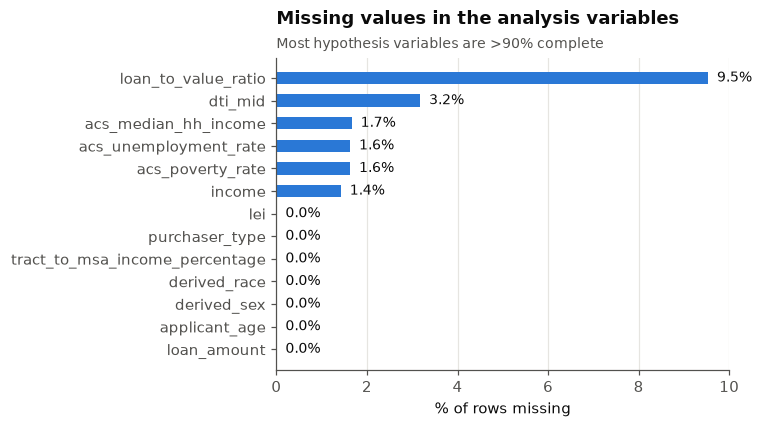 Missing values in the analysis variables
Most hypothesis variables are >90% complete
loan_to_value_ratio 9.5%
dti_mid 3.2%
acs_median_hh_income 1.7%
acs_unemployment_rate 1.6%
acs_poverty_rate 1.6%
income 1.4%
lei 0.0%
purchaser_type 0.0%
tract_to_msa_income_percentage 0.0%
derived_race 0.0%
derived_sex 0.0%
applicant_age 0.0%
loan_amount 0.0%
0 2 4 6 8 10
% of rows missing